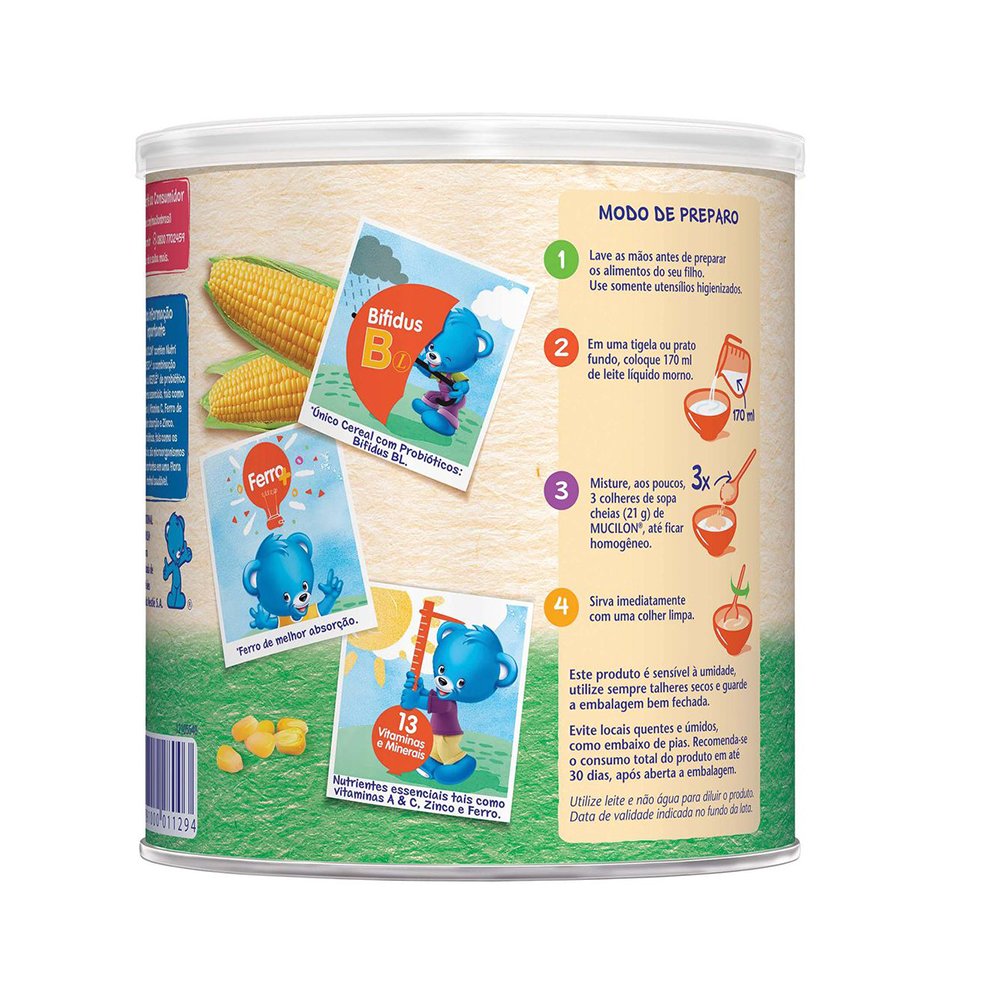 Consumidor
0800 7702459
Bifidus
B
L
*Único Cereal com Probióticos:
Bifidus BL.
Ferro+
*Ferro de melhor absorção.
13
Vitaminas
e Minerais
Nutrientes essenciais tais como
vitaminas A & C, Zinco e Ferro.
011294
MODO DE PREPARO
1
Lave as mãos antes de preparar
os alimentos do seu filho.
Use somente utensílios higienizados.
2
Em uma tigela ou prato
fundo, coloque 170 ml
de leite líquido morno.
170 ml
3
Misture, aos poucos,
3 colheres de sopa
cheias (21 g) de
MUCILON®, até ficar
homogêneo.
3x
4
Sirva imediatamente
com uma colher limpa.
Este produto é sensível à umidade,
utilize sempre talheres secos e guarde
a embalagem bem fechada.
Evite locais quentes e úmidos,
como embaixo de pias. Recomenda-se
o consumo total do produto em até
30 dias, após aberta a embalagem.
Utilize leite e não água para diluir o produto.
Data de validade indicada no fundo da lata.